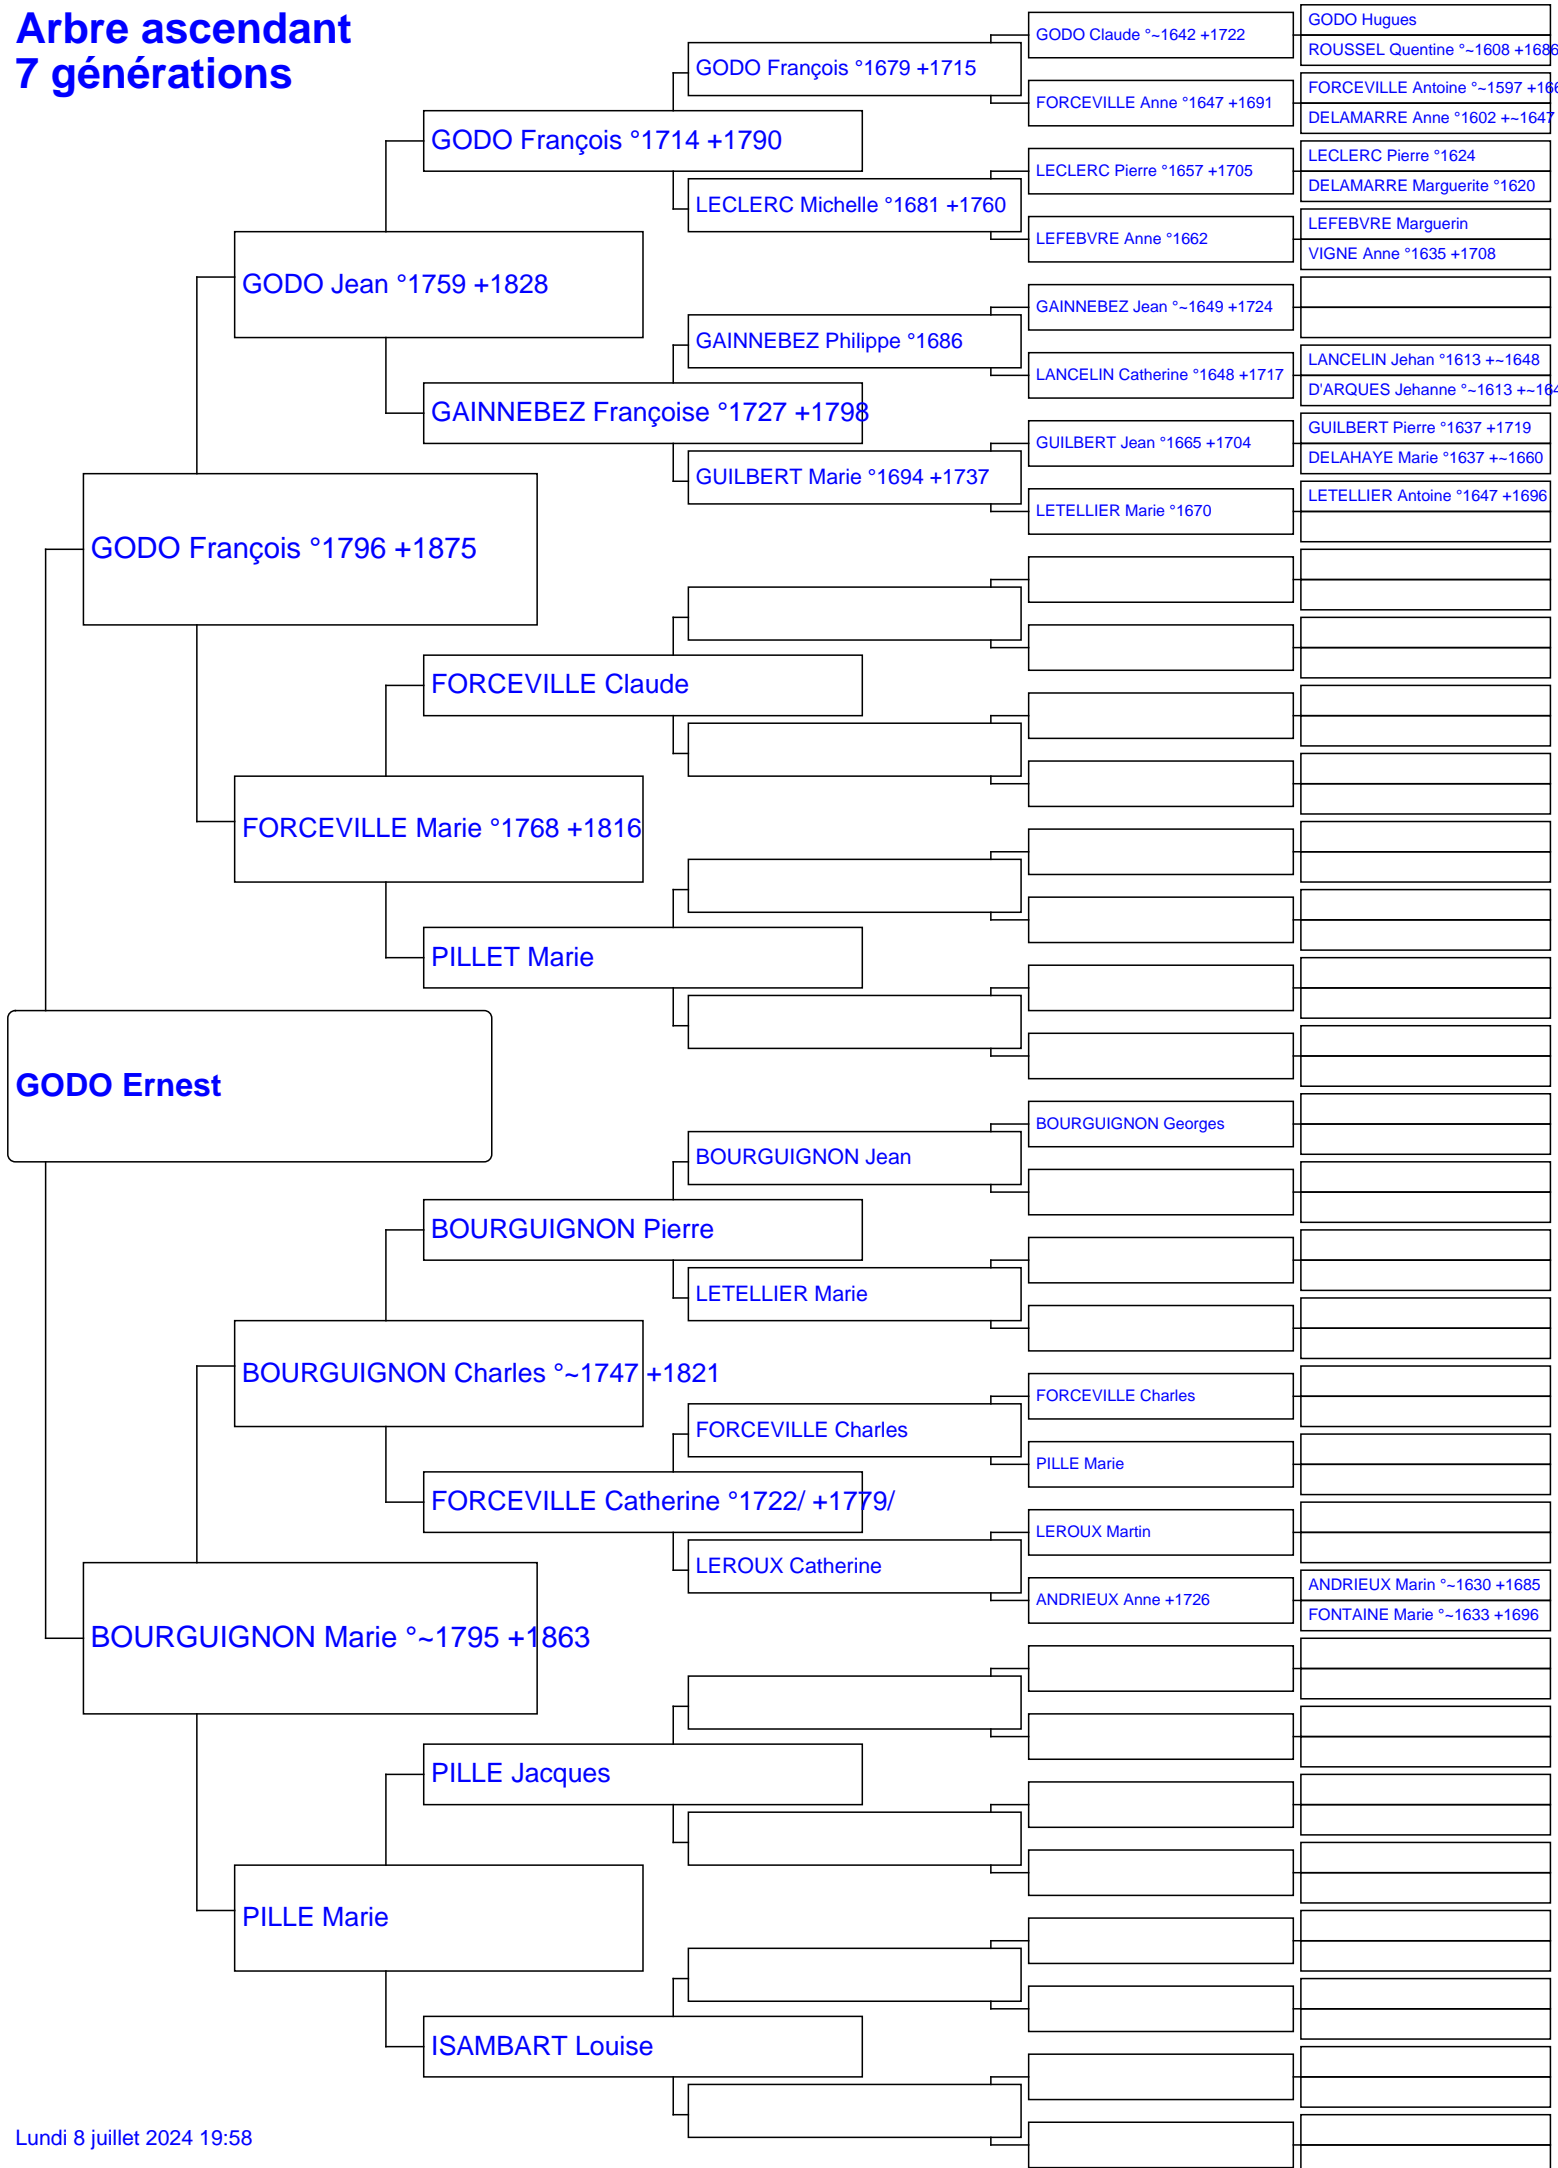 Arbre ascendant
7 générations
GODO Ernest
GODO François °1796 +1875
BOURGUIGNON Marie °~1795 +1863
GODO Jean °1759 +1828
FORCEVILLE Marie °1768 +1816
BOURGUIGNON Charles °~1747 +1821
PILLE Marie
GODO François °1714 +1790
GAINNEBEZ Françoise °1727 +1798
FORCEVILLE Claude
PILLET Marie
BOURGUIGNON Pierre
FORCEVILLE Catherine °1722/ +1779/
PILLE Jacques
ISAMBART Louise
GODO François °1679 +1715
LECLERC Michelle °1681 +1760
GAINNEBEZ Philippe °1686
GUILBERT Marie °1694 +1737
BOURGUIGNON Jean
LETELLIER Marie
FORCEVILLE Charles
LEROUX Catherine
GODO Claude °~1642 +1722
FORCEVILLE Anne °1647 +1691
LECLERC Pierre °1657 +1705
LEFEBVRE Anne °1662
GAINNEBEZ Jean °~1649 +1724
LANCELIN Catherine °1648 +1717
GUILBERT Jean °1665 +1704
LETELLIER Marie °1670
BOURGUIGNON Georges
FORCEVILLE Charles
PILLE Marie
LEROUX Martin
ANDRIEUX Anne +1726
GODO Hugues
ROUSSEL Quentine °~1608 +1686
FORCEVILLE Antoine °~1597
DELAMARRE Anne °1602 +~1647
LECLERC Pierre °1624
DELAMARRE Marguerite °1620
LEFEBVRE Marguerin
VIGNE Anne °1635 +1708
LANCELIN Jehan °1613 +~1648
D'ARQUES Jehanne °~1613
GUILBERT Pierre °1637 +1719
DELAHAYE Marie °1637 +~1660
LETELLIER Antoine °1647 +1696
ANDRIEUX Marin °~1630 +1685
FONTAINE Marie °~1633 +1696
Lundi 8 juillet 2024 19:58